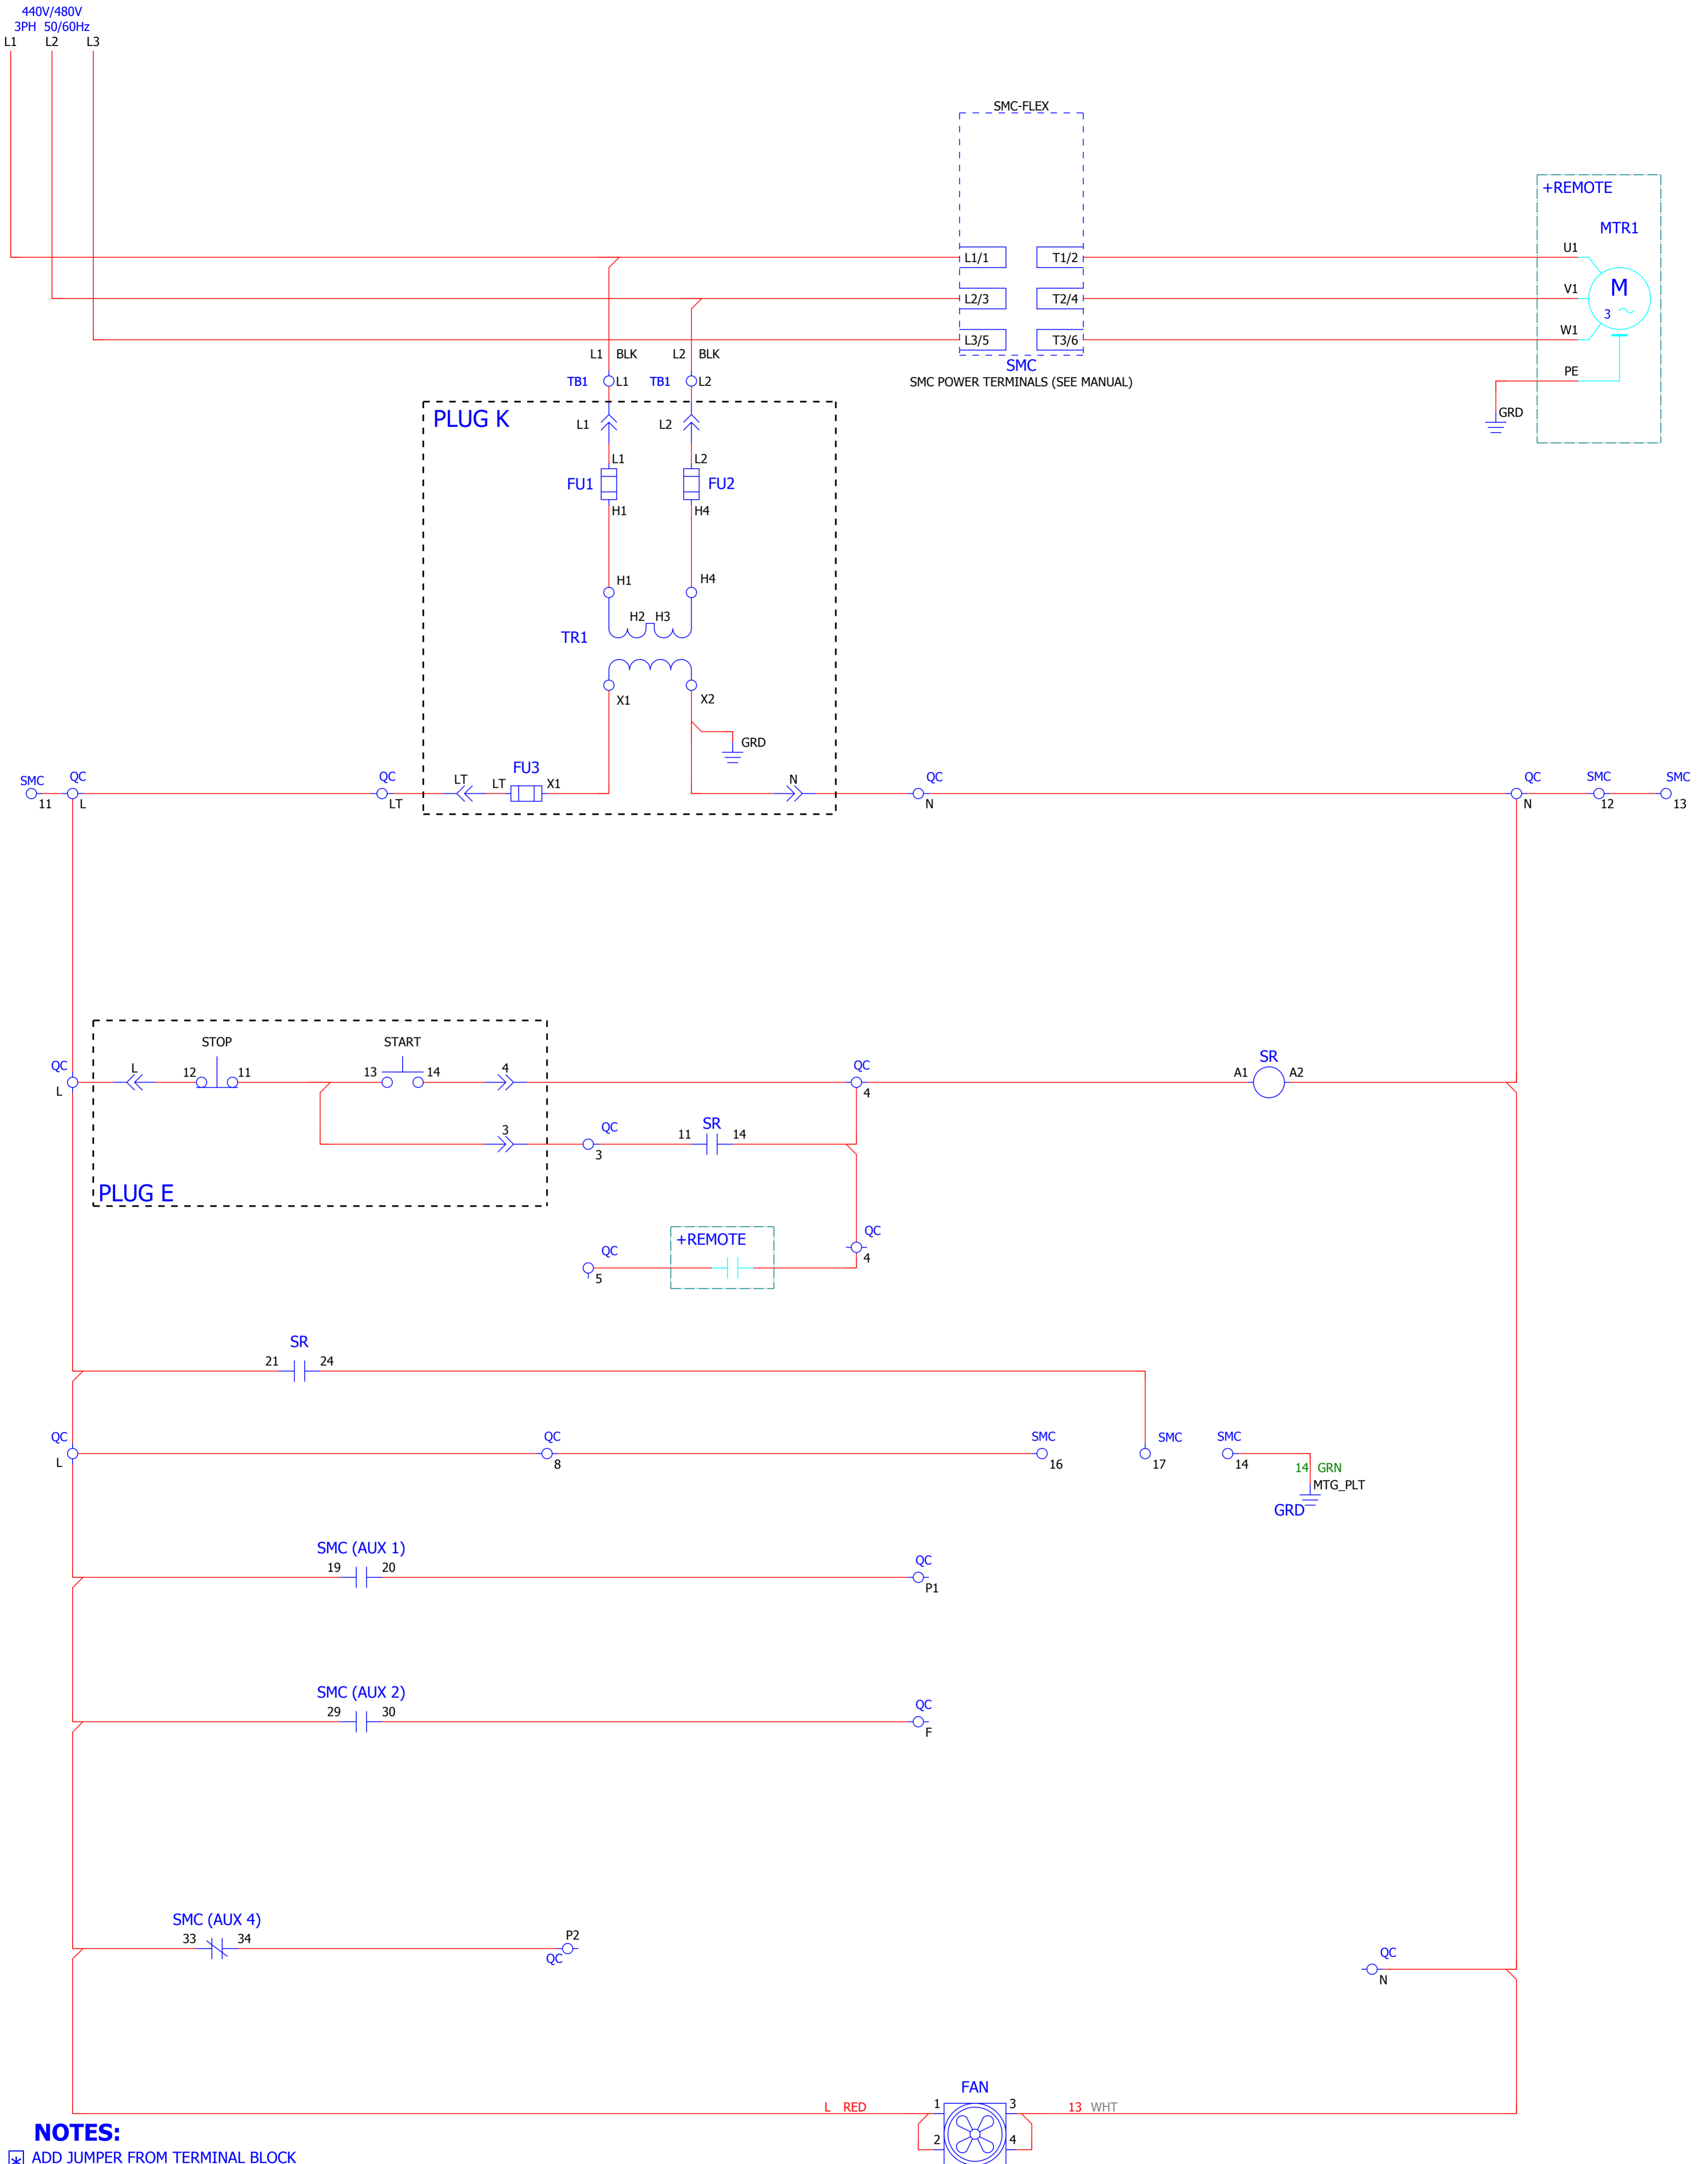 440V/480V
3PH 50/60Hz
L1 L2 L3
SMC-FLEX
+REMOTE
MTR1
U1
L1/1 T1/2
M
3
V1
L2/3 T2/4
W1
L3/5 T3/6
L1 BLK L2 BLK
SMC
SMC POWER TERMINALS (SEE MANUAL)
PE
TB1 L1 TB1 L2
GRD
PLUG K
L1 L2
L1 L2
FU1 FU2
H1 H4
H1 H4
H2 H3
TR1
X1 X2
GRD
FU3
SMC QC QC LT LT X1 N QC QC SMC SMC
11 L LT N N 12 13
STOP START
QC L 4 QC SR
12 11 13 14 A1 A2
L 4
3 QC SR
11 14
3
PLUG E
QC +REMOTE QC
4
5
SR
21 24
QC QC SMC SMC SMC
L 8 16 17 14
14 GRN
MTG_PLT
GRD
SMC (AUX 1)
19 20 QC
P1
SMC (AUX 2)
29 30 QC
F
SMC (AUX 4)
33 34 P2
QC
QC
N
FAN
L RED 1 3 13 WHT
2 4
NOTES:
* ADD JUMPER FROM TERMINAL BLOCK